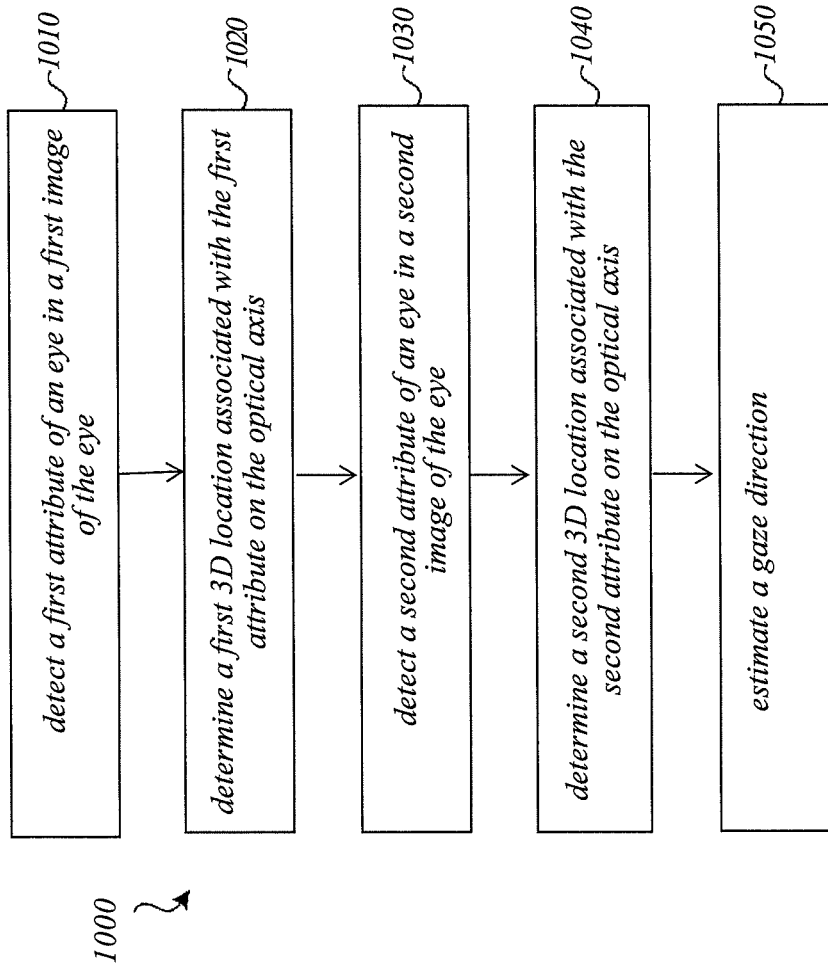 1000
detect a first attribute of an eye in a first image
of the eye
1010
determine a first 3D location associated with the first
attribute on the optical axis
1020
detect a second attribute of an eye in a second
image of the eye
1030
determine a second 3D location associated with the
second attribute on the optical axis
1040
estimate a gaze direction
1050